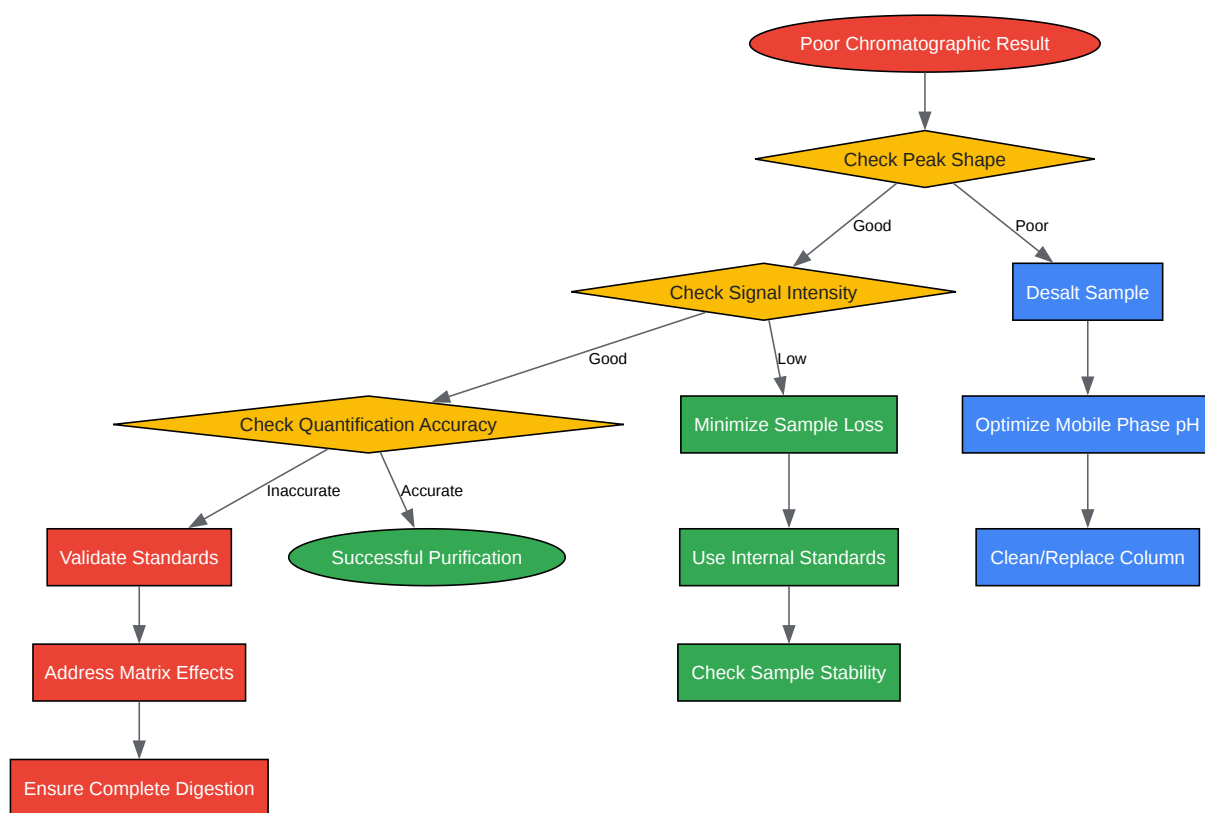 Poor Chromatographic Result
Check Peak Shape
Good
Poor
Check Signal Intensity
Desalt Sample
Good
Low
Check Quantification Accuracy
Minimize Sample Loss
Optimize Mobile Phase pH
Inaccurate
Accurate
Validate Standards
Successful Purification
Use Internal Standards
Clean/Replace Column
Address Matrix Effects
Check Sample Stability
Ensure Complete Digestion